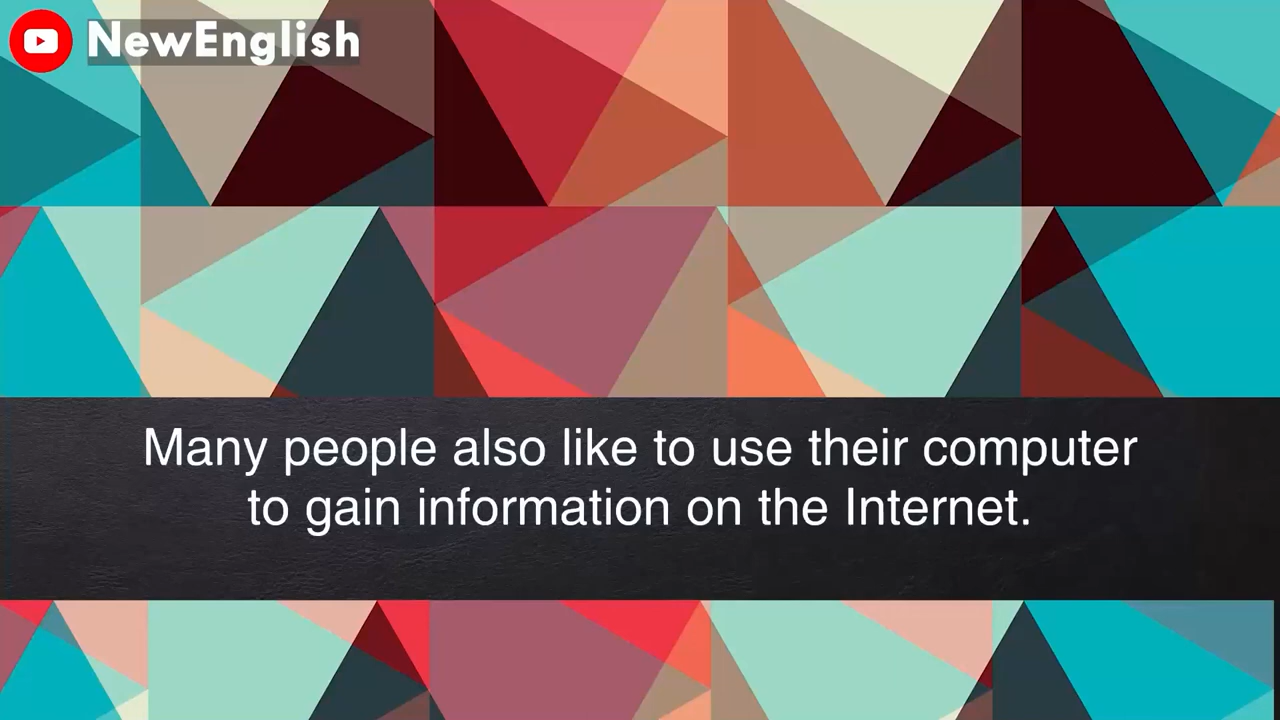 NewEnglish
Many people also like to use their computer
to gain information on the Internet.